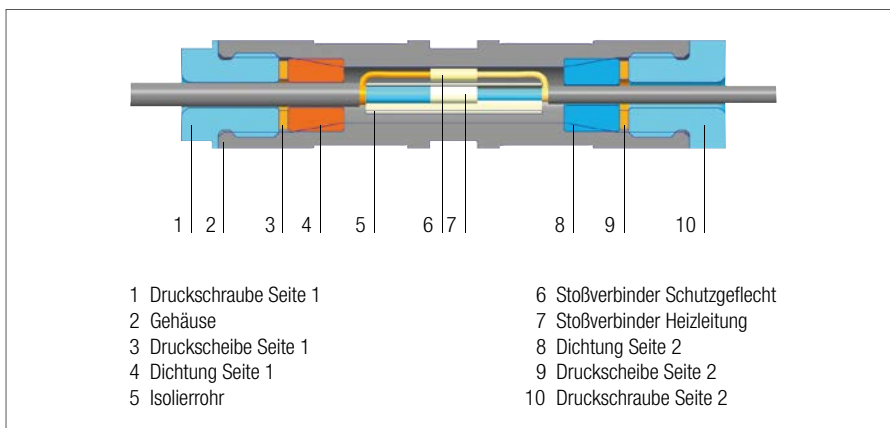 1 2 3 4 5 6 7 8 9 10
1 Druckschraube Seite 1
2 Gehäuse
3 Druckscheibe Seite 1
4 Dichtung Seite 1
5 Isolierrohr
6 Stoßverbinder Schutzgeflecht
7 Stoßverbinder Heizleitung
8 Dichtung Seite 2
9 Druckscheibe Seite 2
10 Druckschraube Seite 2